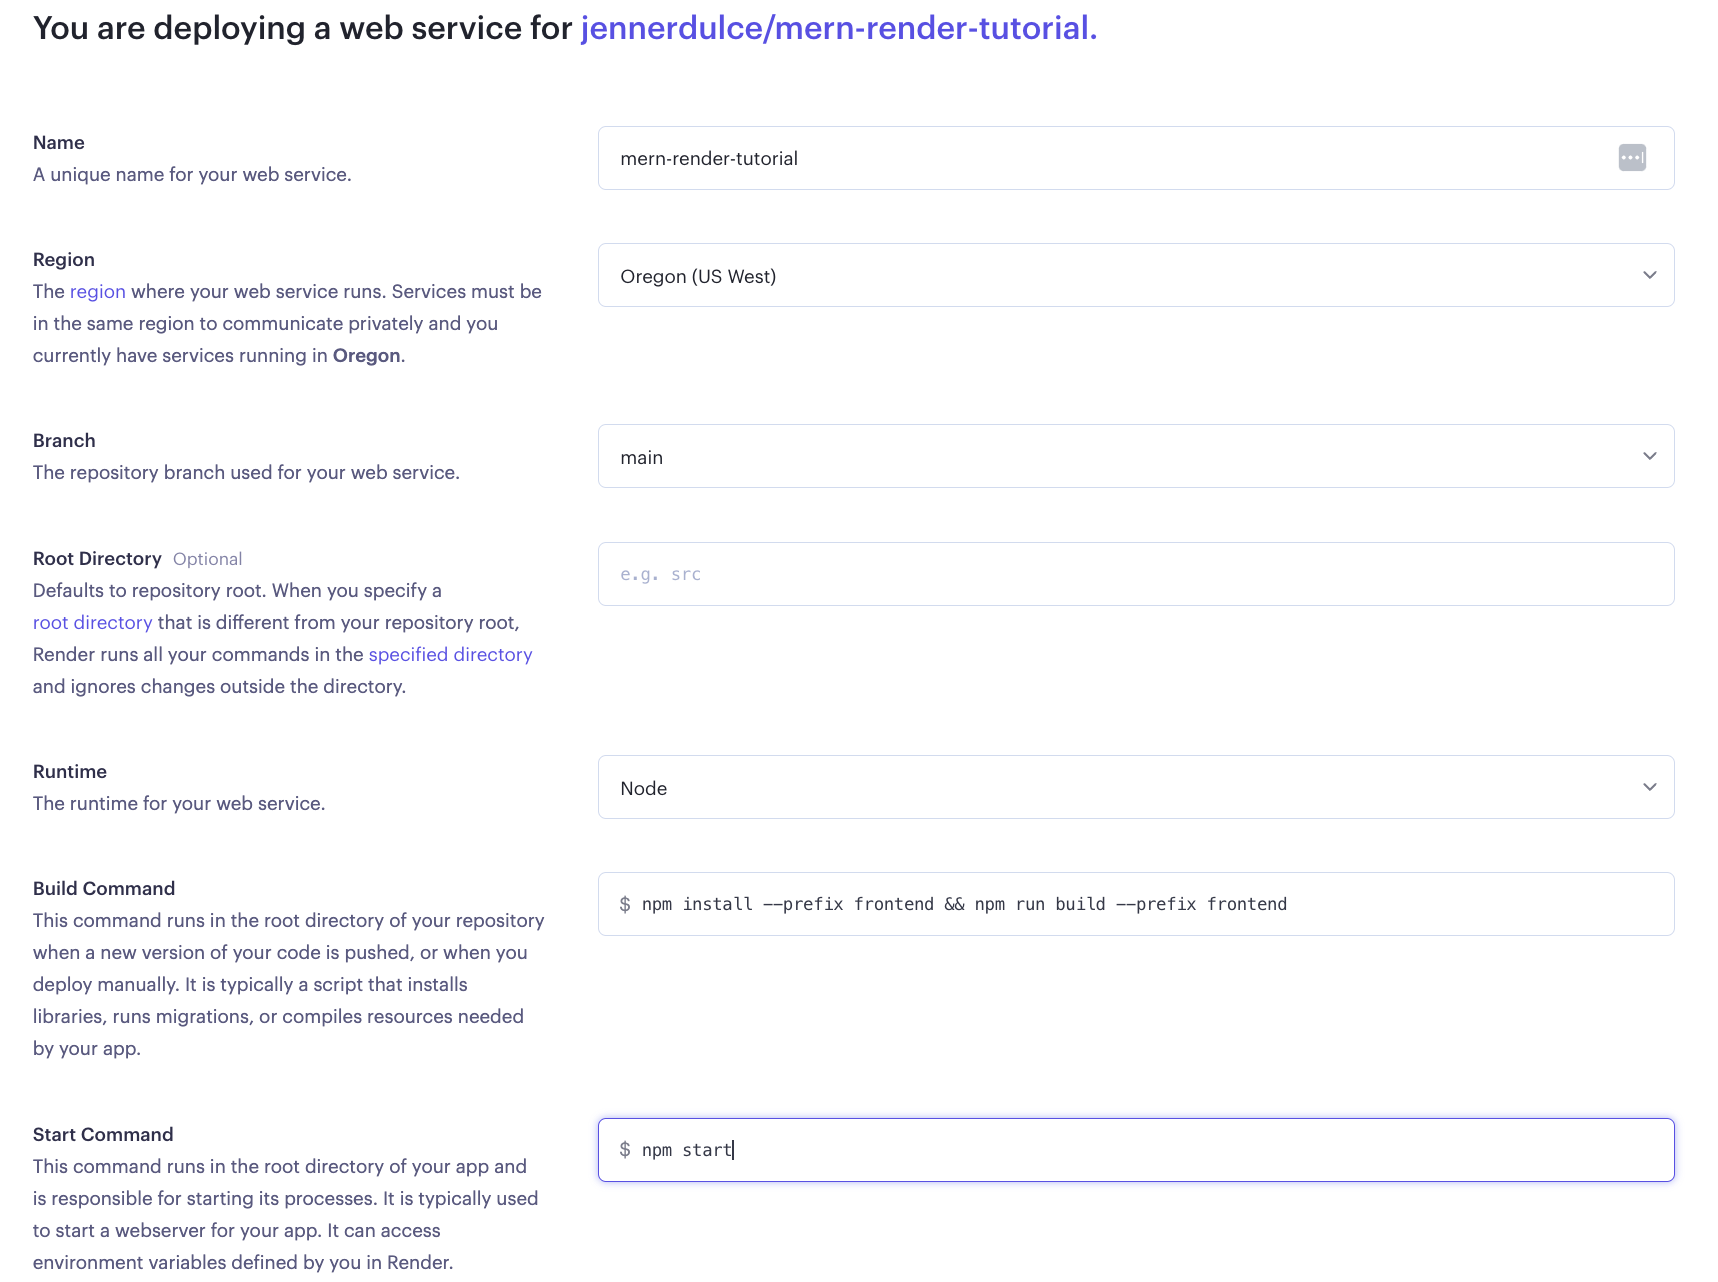 You are deploying a web service for jennerdulce/mern-render-tutorial.
Name
A unique name for your web service.
mern-render-tutorial
Region
The region where your web service runs. Services must be
in the same region to communicate privately and you
currently have services running in Oregon.
Oregon (US West)
Branch
The repository branch used for your web service.
main
Root Directory Optional
Defaults to repository root. When you specify a
root directory that is different from your repository root,
Render runs all your commands in the specified directory
and ignores changes outside the directory.
e.g. src
Runtime
The runtime for your web service.
Node
Build Command
This command runs in the root directory of your repository
when a new version of your code is pushed, or when you
deploy manually. It is typically a script that installs
libraries, runs migrations, or compiles resources needed
by your app.
$ npm install --prefix frontend && npm run build --prefix frontend
Start Command
This command runs in the root directory of your app and
is responsible for starting its processes. It is typically used
to start a webserver for your app. It can access
environment variables defined by you in Render.
$ npm start